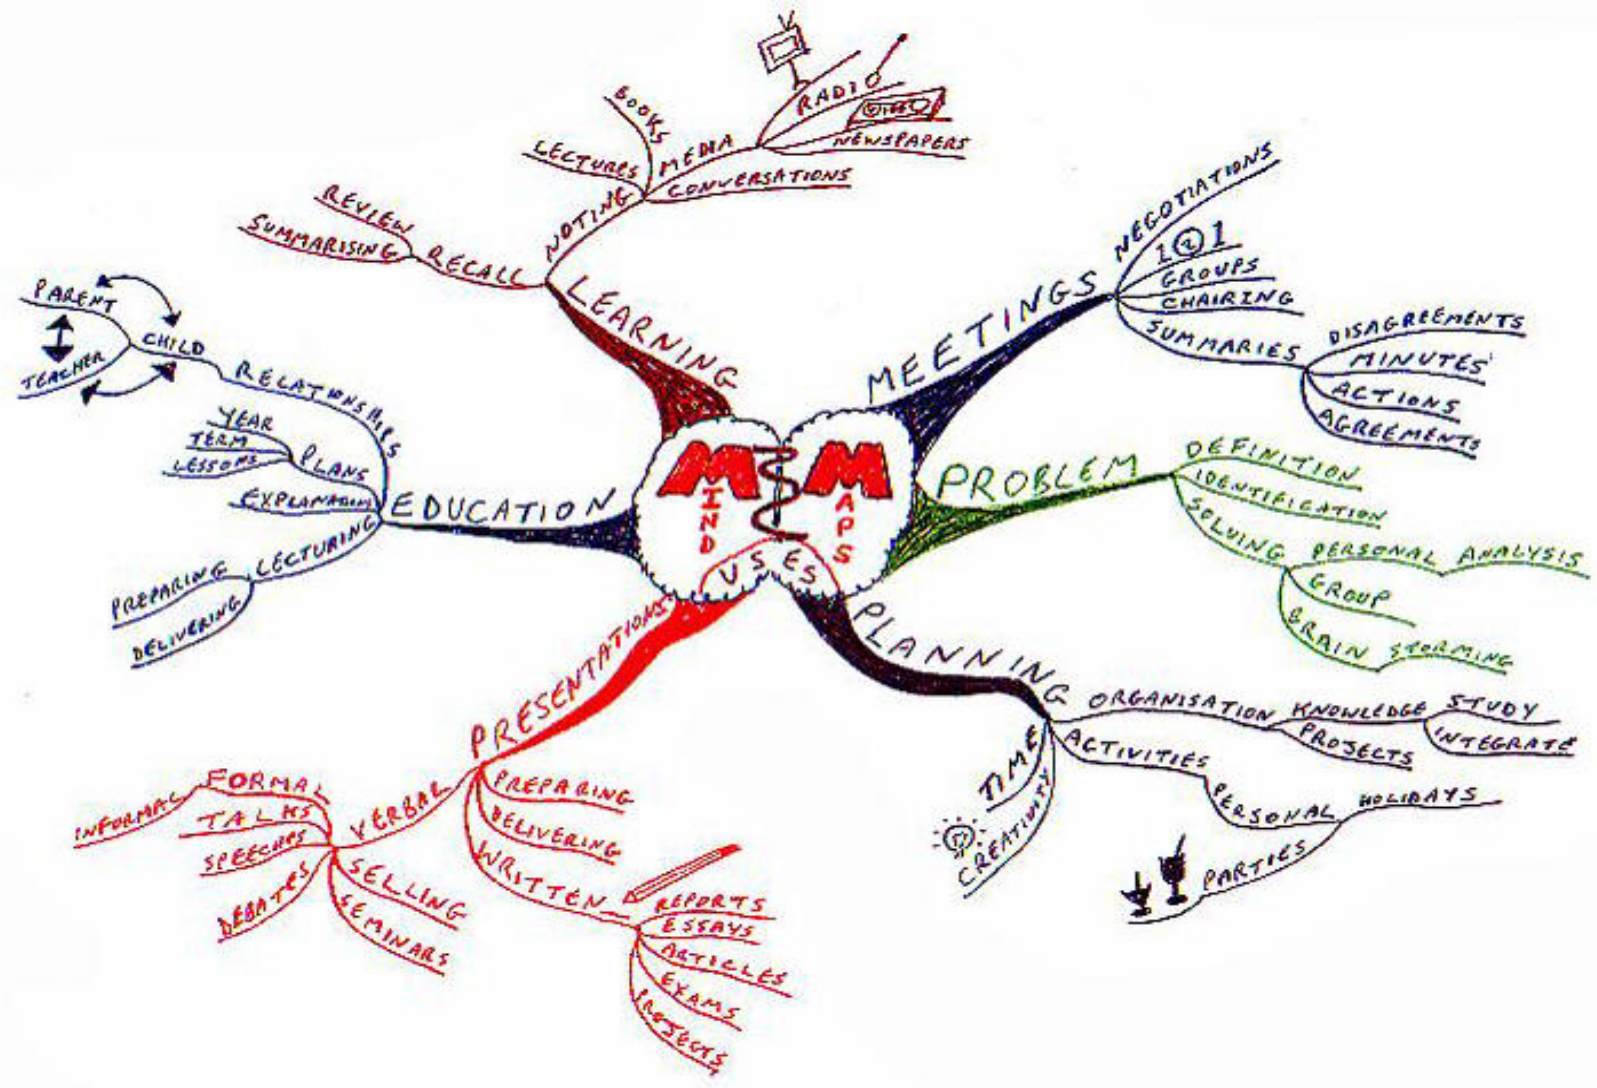 MIND
MAPS
USES
LEARNING
NOTING
BOOKS
LECTURES
MEDIA
RADIO
VIDEO
NEWSPAPERS
CONVERSATIONS
RECALL
REVIEW
SUMMARISING
MEETINGS
NEGOTIATIONS
1 2 1
GROUPS
CHAIRING
SUMMARIES
DISAGREEMENTS
MINUTES
ACTIONS
AGREEMENTS
PROBLEM
DEFINITION
IDENTIFICATION
SOLVING
PERSONAL ANALYSIS
GROUP
BRAIN STORMING
PLANNING
ORGANISATION
KNOWLEDGE
STUDY
INTEGRATE
PROJECTS
ACTIVITIES
PERSONAL
HOLIDAYS
PARTIES
TIME
CREATIVITY
PRESENTATIONS
PREPARING
DELIVERING
WRITTEN
REPORTS
ESSAYS
ARTICLES
EXAMS
PROJECTS
VERBAL
FORMAL
INFORMAL
TALKS
SPEECHES
DEBATES
SELLING
SEMINARS
EDUCATION
RELATIONSHIPS
CHILD
PARENT
TEACHER
PLANS
YEAR
TERM
LESSONS
EXPLANATIONS
LECTURING
PREPARING
DELIVERING